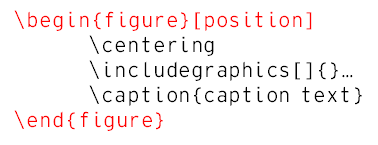 \begin{figure}[position]
\centering
\includegraphics[]{}…
\caption{caption text}
\end{figure}